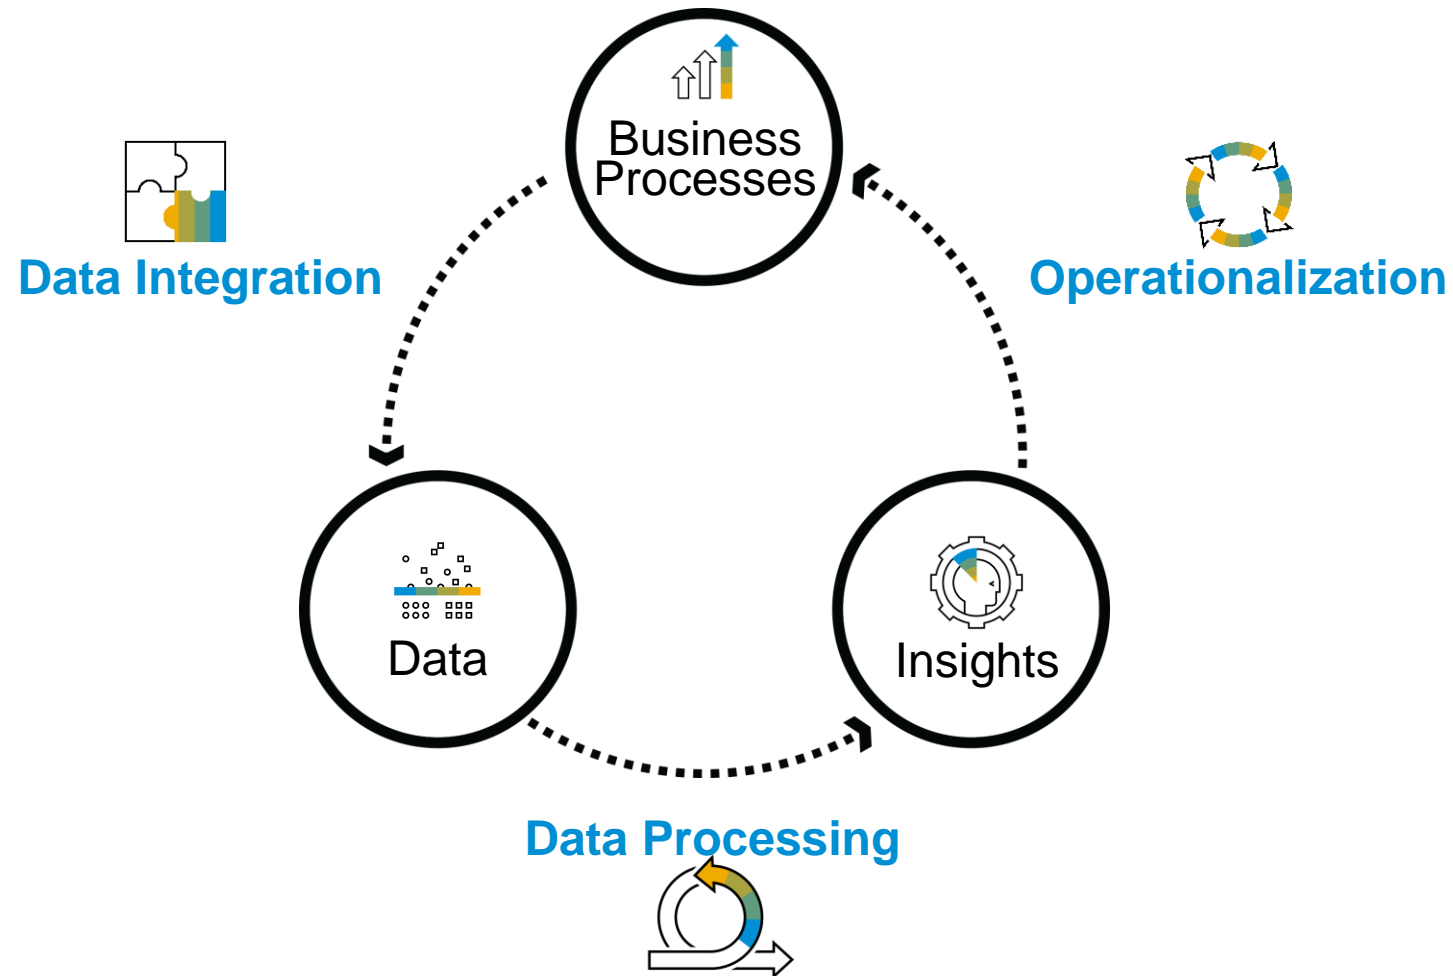 Business
Processes
Data Integration
Operationalization
Data
Insights
Data Processing